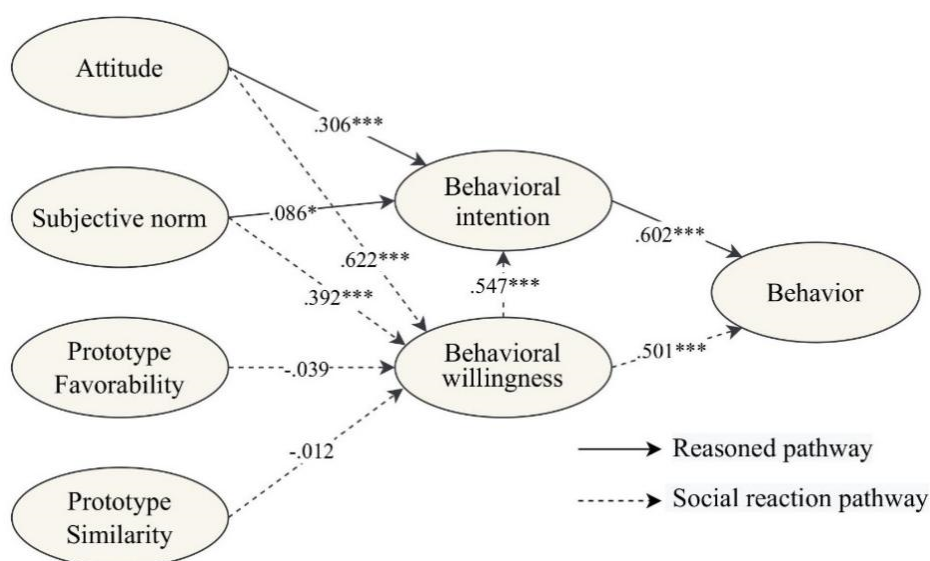 Attitude
.306***
Behavioral
intention
Subjective norm
.086*
.602***
.622***
.392***
.547***
Behavior
Prototype
Favorability
-.039
Behavioral
willingness
.501***
-.012
Reasoned pathway
Prototype
Similarity
Social reaction pathway